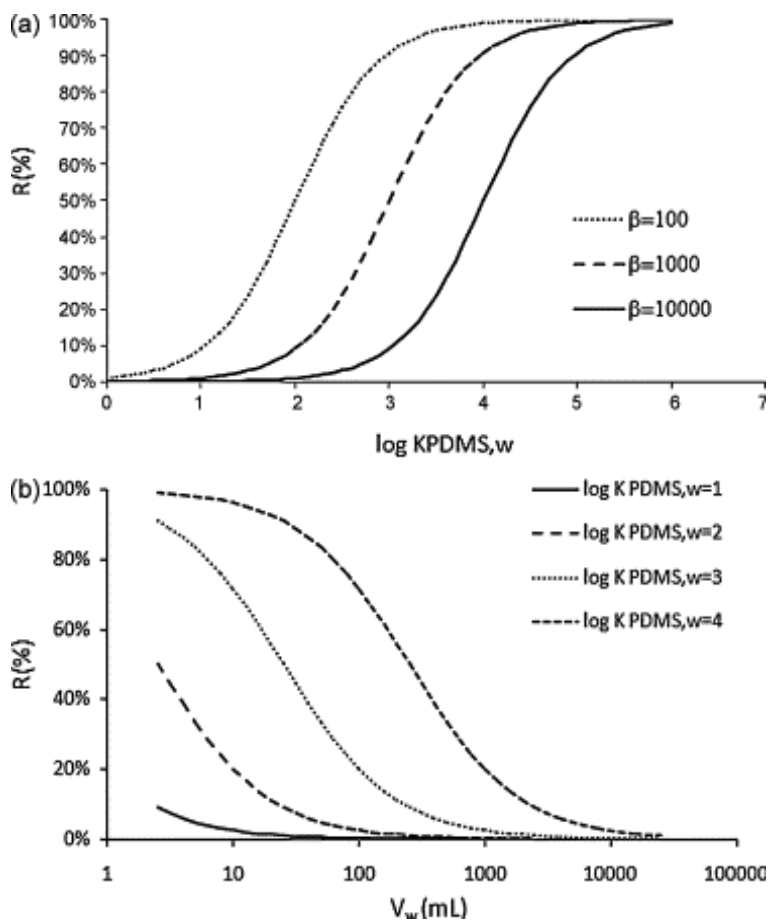 (a)
100%
90%
80%
70%
60%
50%
40%
30%
20%
10%
0%
R(%)
β=100
β=1000
β=10000
0 1 2 3 4 5 6 7
log KPDMS,w
(b)
100%
80%
60%
40%
20%
0%
R(%)
log K PDMS,w=1
log K PDMS,w=2
log K PDMS,w=3
log K PDMS,w=4
1 10 100 1000 10000 100000
Vw(mL)